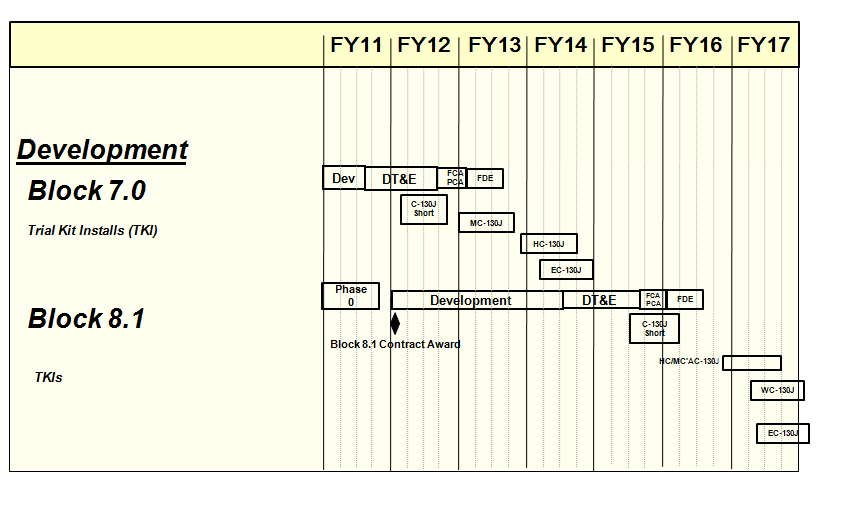 FY11 FY12 FY13 FY14 FY15 FY16 FY17
Development
Block 7.0
Dev
DT&E
FCA
PCA
FDE
C-130J
Short
Trial Kit Installs (TKI)
MC-130J
HC-130J
EC-130J
Block 8.1
Phase
0
Development
DT&E
FCA
PCA
FDE
Block 8.1 Contract Award
C-130J
Short
HC/MC'AC-130J
TKIs
WC-130J
EC-130J